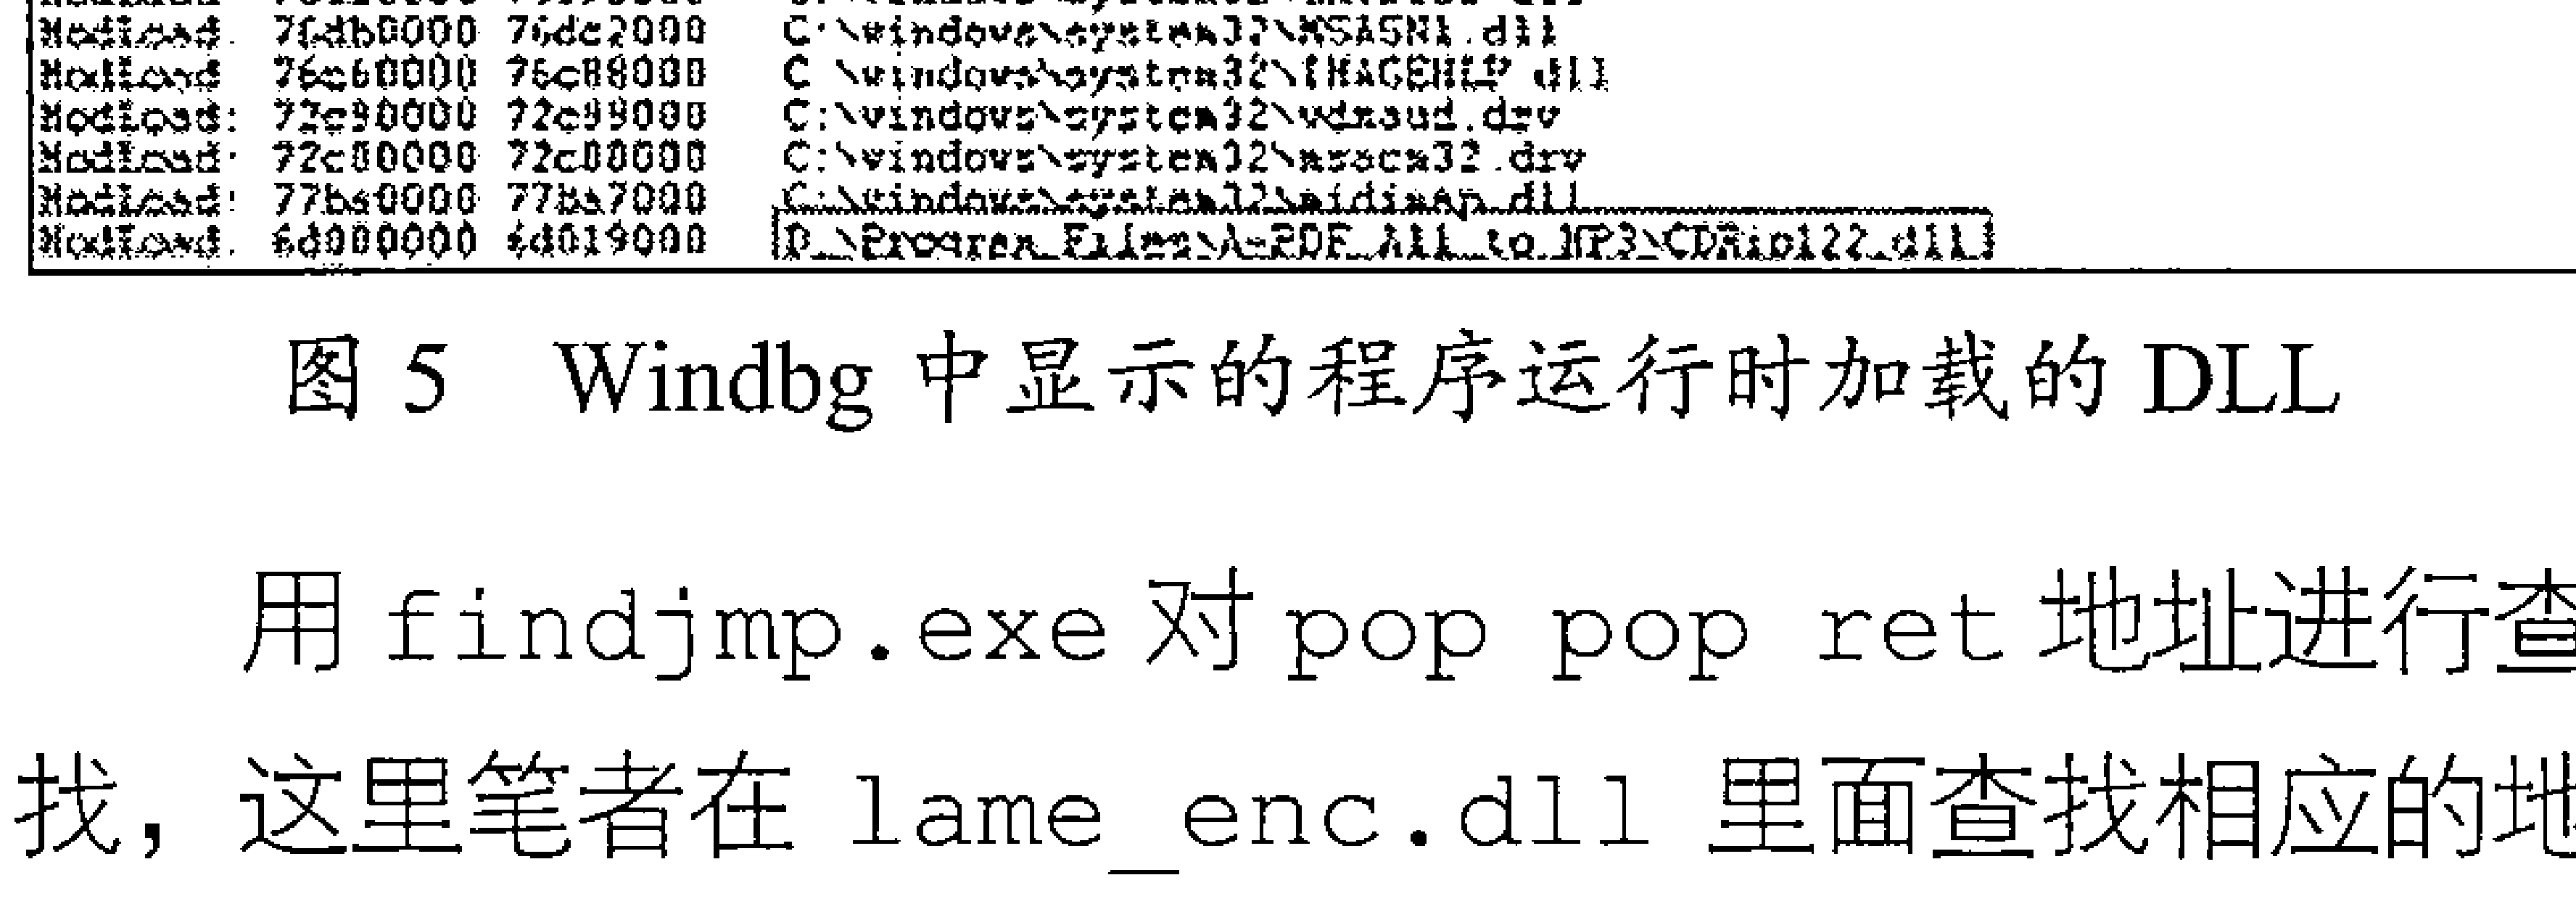 ModLoad: 76db0000 76dc2000 C:\windows\system32\MSASN1.dll
ModLoad 76c60000 76c88000 C \windows\system32\IMAGEHLP dll
ModLoad: 72c90000 72c99000 C:\windows\system32\wdmaud.drv
ModLoad: 72c80000 72c88000 C:\windows\system32\msacm32.drv
ModLoad: 77ba0000 77ba7000 C:\windows\system32\midimap.dll
ModLoad. 6d000000 6d019000 D:\Program Files\A-PDF All to MP3\CDRip122.dll
图 5 Windbg 中显示的程序运行时加载的 DLL
用 findjmp.exe 对 pop pop ret 地址进行查
找，这里笔者在 lame_enc.dll 里面查找相应的地